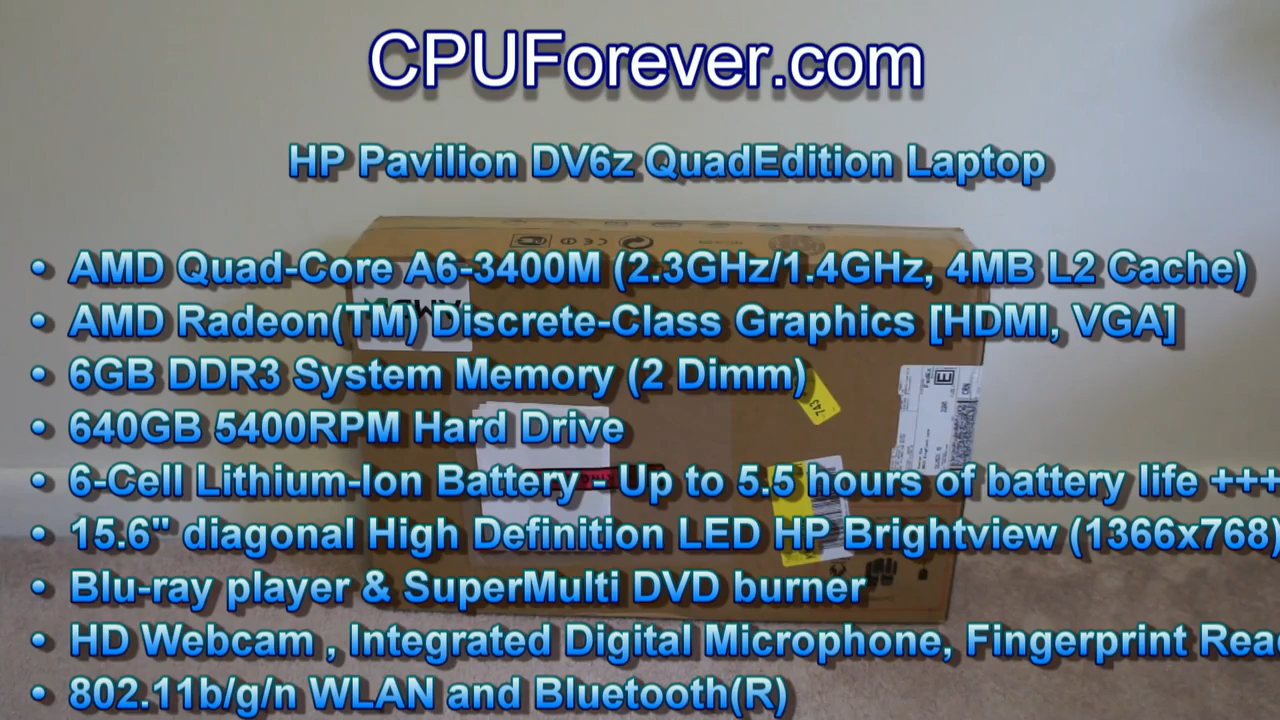 CPUForever.com
HP Pavilion DV6z QuadEdition Laptop
• AMD Quad-Core A6-3400M (2.3GHz/1.4GHz, 4MB L2 Cache)
• AMD Radeon(TM) Discrete-Class Graphics [HDMI, VGA]
• 6GB DDR3 System Memory (2 Dimm)
• 640GB 5400RPM Hard Drive
• 6-Cell Lithium-Ion Battery - Up to 5.5 hours of battery life +++
• 15.6" diagonal High Definition LED HP Brightview (1366x768)
• Blu-ray player & SuperMulti DVD burner
• HD Webcam , Integrated Digital Microphone, Fingerprint Rea
• 802.11b/g/n WLAN and Bluetooth(R)
AMD
743
FedEx
E